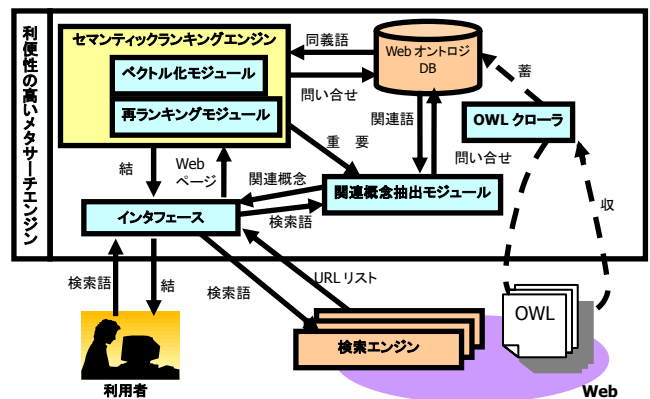 利便性の高いメタサーチエンジン
セマンティックランキングエンジン
ベクトル化モジュール
再ランキングモジュール
同義語
問い合せ
Web オントロジ
DB
蓄
OWL クローラ
関連語
重 要
問い合せ
結
Web
ページ
関連概念
関連概念抽出モジュール
収
インタフェース
検索語
検索語
結
検索語
URL リスト
OWL
検索エンジン
利用者
Web